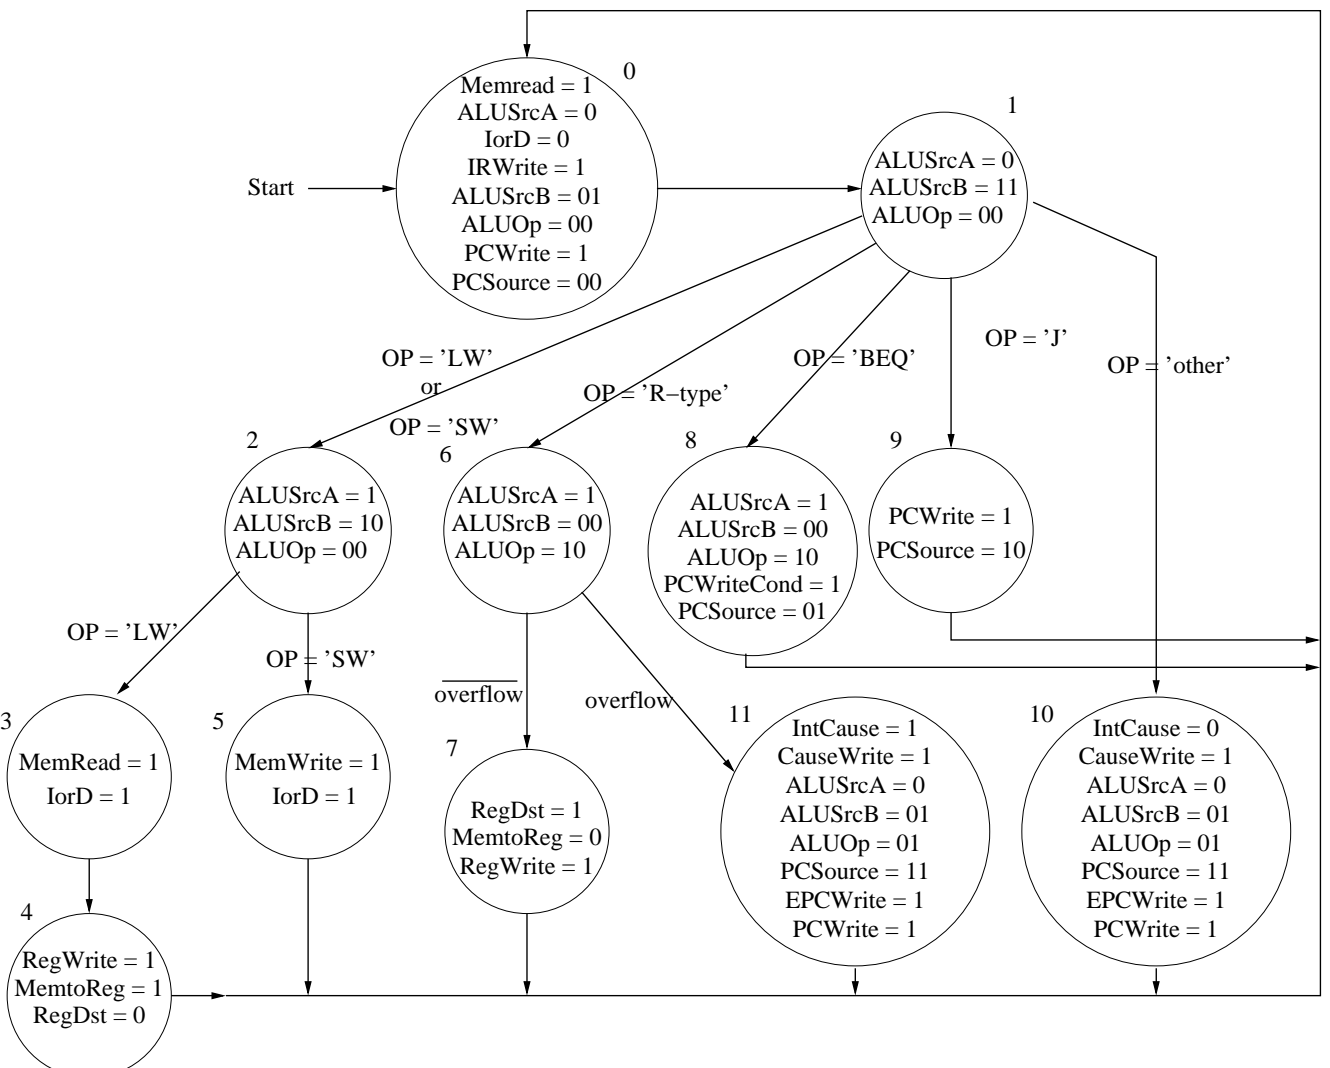 0
Memread = 1
ALUSrcA = 0
IorD = 0
IRWrite = 1
ALUSrcB = 01
ALUOp = 00
PCWrite = 1
PCSource = 00
Start
1
ALUSrcA = 0
ALUSrcB = 11
ALUOp = 00
OP = ’LW’
or
OP = ’SW’
OP = ’R−type’
OP = ’BEQ’
OP = ’J’
OP = ’other’
2
ALUSrcA = 1
ALUSrcB = 10
ALUOp = 00
6
ALUSrcA = 1
ALUSrcB = 00
ALUOp = 10
8
ALUSrcA = 1
ALUSrcB = 00
ALUOp = 10
PCWriteCond = 1
PCSource = 01
9
PCWrite = 1
PCSource = 10
OP = ’LW’
OP = ’SW’
overflow
overflow
3
MemRead = 1
IorD = 1
5
MemWrite = 1
IorD = 1
7
RegDst = 1
MemtoReg = 0
RegWrite = 1
11
IntCause = 1
CauseWrite = 1
ALUSrcA = 0
ALUSrcB = 01
ALUOp = 01
PCSource = 11
EPCWrite = 1
PCWrite = 1
10
IntCause = 0
CauseWrite = 1
ALUSrcA = 0
ALUSrcB = 01
ALUOp = 01
PCSource = 11
EPCWrite = 1
PCWrite = 1
4
RegWrite = 1
MemtoReg = 1
RegDst = 0